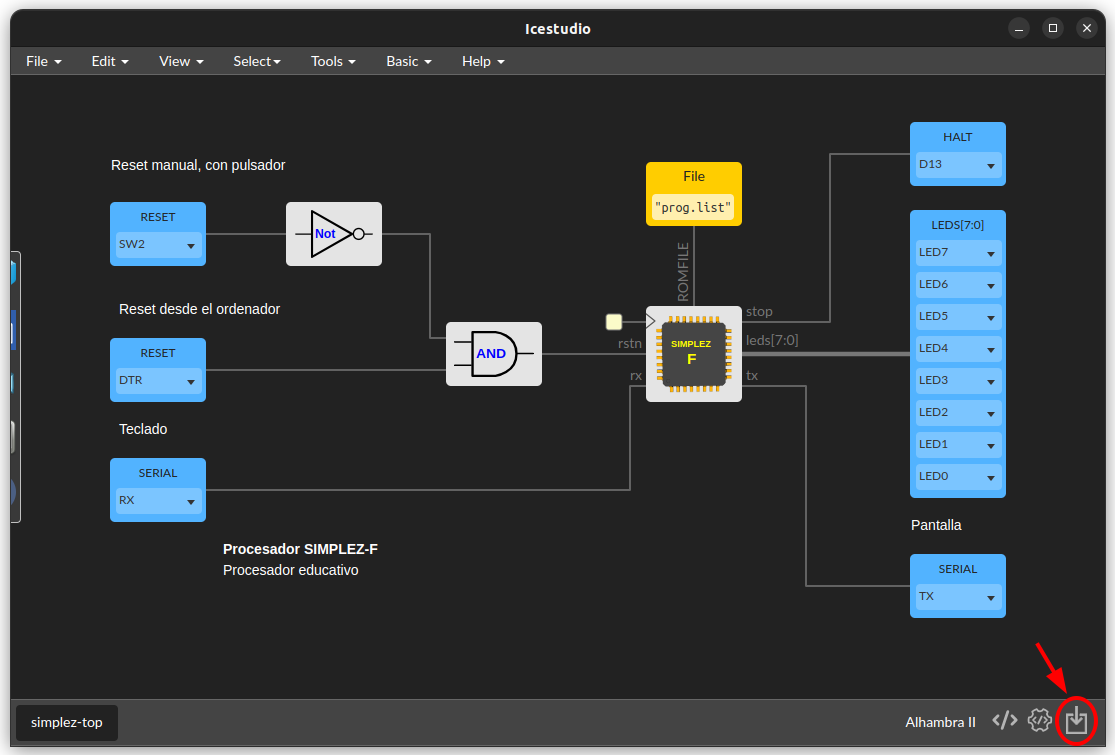 Icestudio
File Edit View Select Tools Basic Help
Reset manual, con pulsador
RESET
SW2
Not
Reset desde el ordenador
RESET
DTR
AND
Teclado
SERIAL
RX
Procesador SIMPLEZ-F
Procesador educativo
File
"prog.list"
ROMFILE
rstn
rx
SIMPLEZ
F
stop
leds[7:0]
tx
HALT
D13
LEDS[7:0]
LED7
LED6
LED5
LED4
LED3
LED2
LED1
LED0
Pantalla
SERIAL
TX
simplez-top
Alhambra II